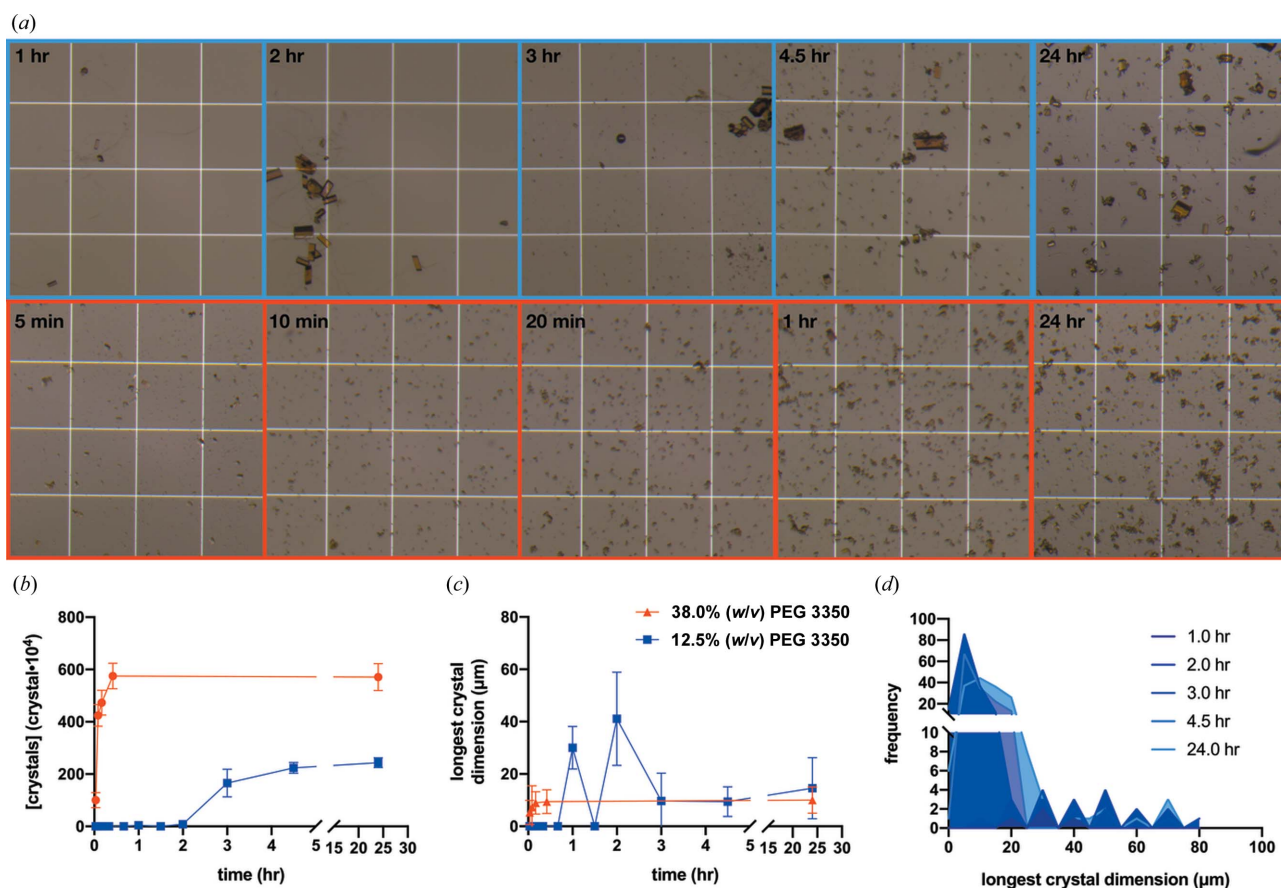 (a)
1 hr
2 hr
3 hr
4.5 hr
24 hr
5 min
10 min
20 min
1 hr
24 hr
(b)
800
600
400
200
0
[crystals] (crystal•10⁴)
0 1 2 3 4 5 15 20 25 30
time (hr)
(c)
80
60
40
20
0
longest crystal
dimension (µm)
38.0% (w/v) PEG 3350
12.5% (w/v) PEG 3350
0 1 2 3 4 5 15 20 25 30
time (hr)
(d)
100
80
60
40
20
10
8
6
4
2
0
frequency
1.0 hr
2.0 hr
3.0 hr
4.5 hr
24.0 hr
0 20 40 60 80 100
longest crystal dimension (µm)